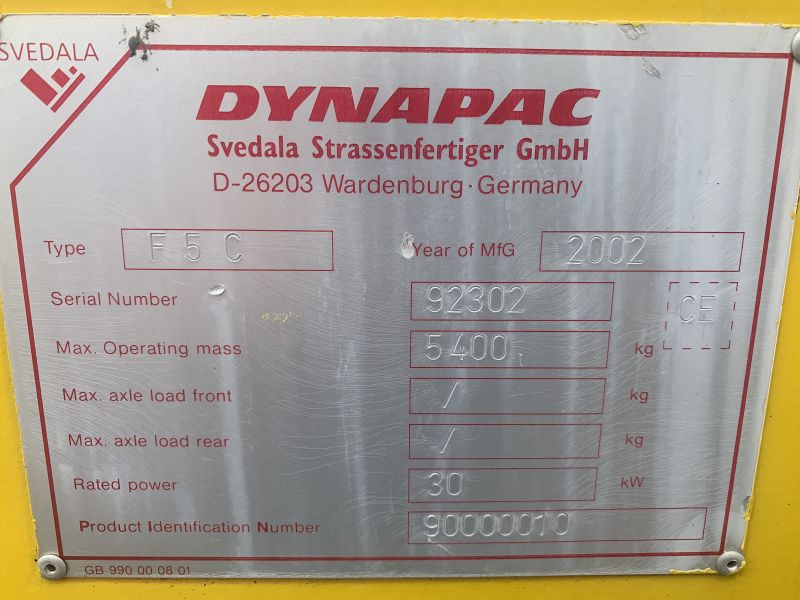 SVEDALA
DYNAPAC
Svedala Strassenfertiger GmbH
D-26203 Wardenburg · Germany
Type F5C Year of MfG 2002
Serial Number 92302 CE
Max. Operating mass 5400 kg
Max. axle load front / kg
Max. axle load rear / kg
Rated power 30 kW
Product Identification Number 90000010
GB 990 00 08 01